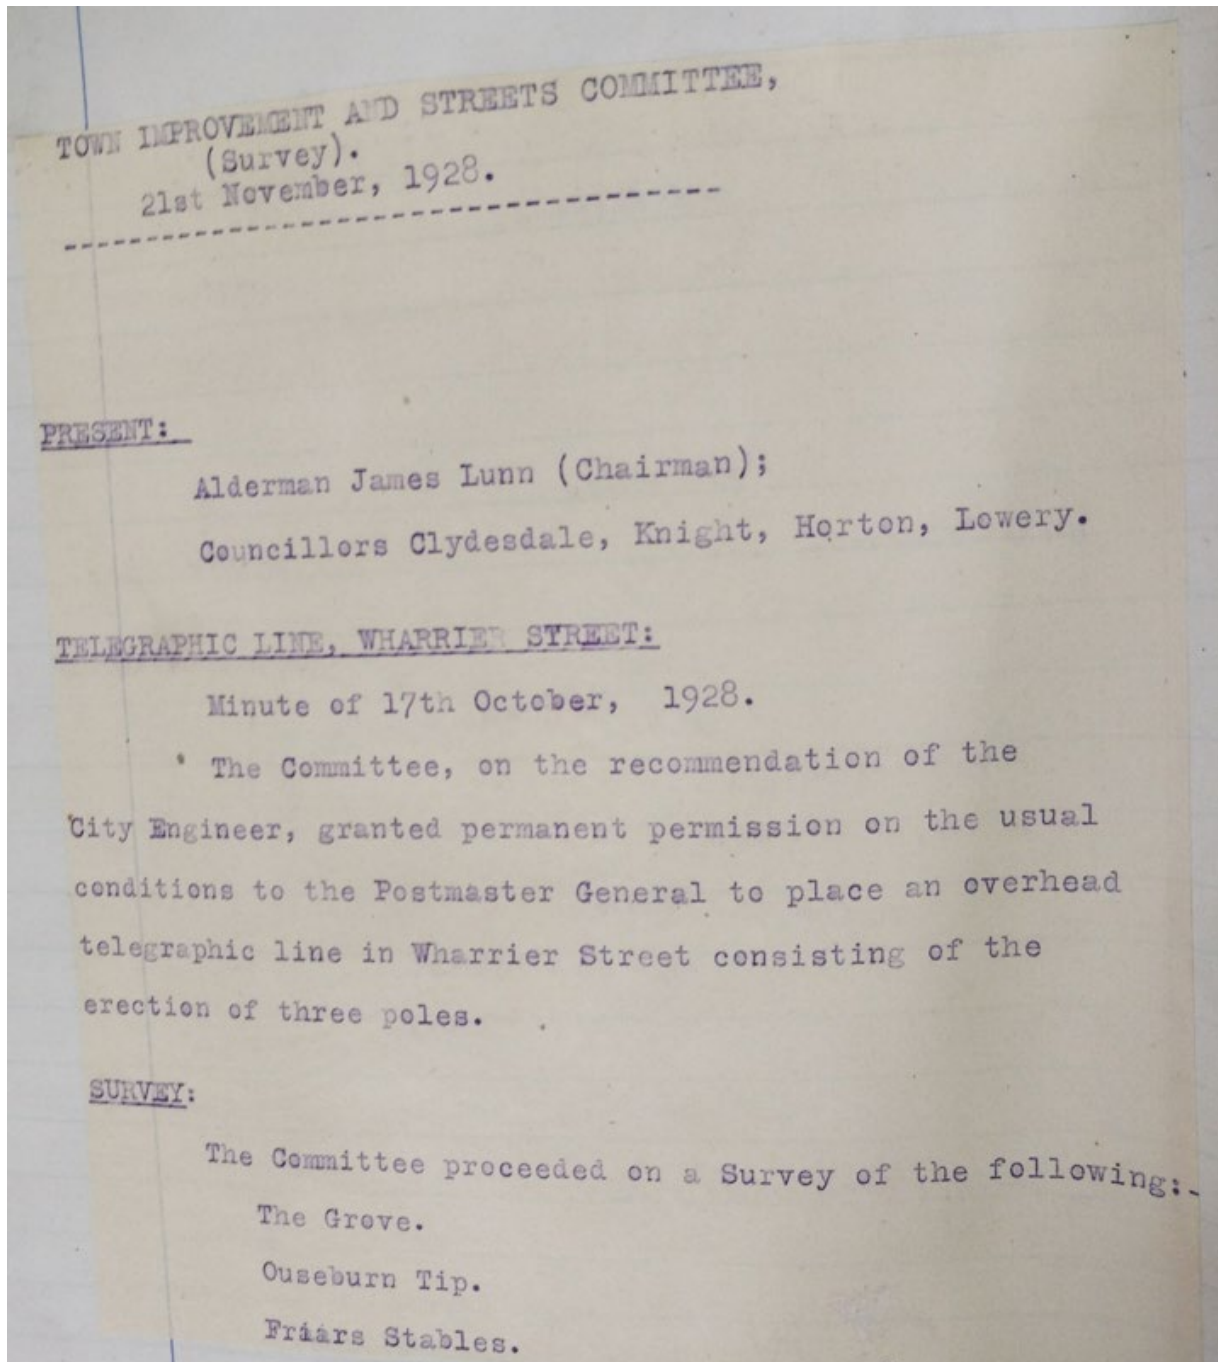 TOWN IMPROVEMENT AND STREETS COMMITTEE,
(Survey).
21st November, 1928.
----------------------------------------
PRESENT:
Alderman James Lunn (Chairman);
Councillors Clydesdale, Knight, Horton, Lowery.
TELEGRAPHIC LINE, WHARRIER STREET:
Minute of 17th October, 1928.
The Committee, on the recommendation of the
City Engineer, granted permanent permission on the usual
conditions to the Postmaster General to place an overhead
telegraphic line in Wharrier Street consisting of the
erection of three poles.
SURVEY:
The Committee proceeded on a Survey of the following:-
The Grove.
Ouseburn Tip.
Friars Stables.